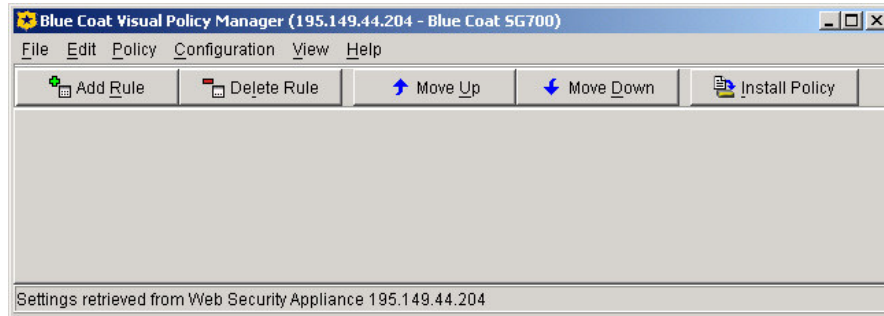 Blue Coat Visual Policy Manager (195.149.44.204 - Blue Coat SG700)
File Edit Policy Configuration View Help
Add Rule Delete Rule Move Up Move Down Install Policy
Settings retrieved from Web Security Appliance 195.149.44.204